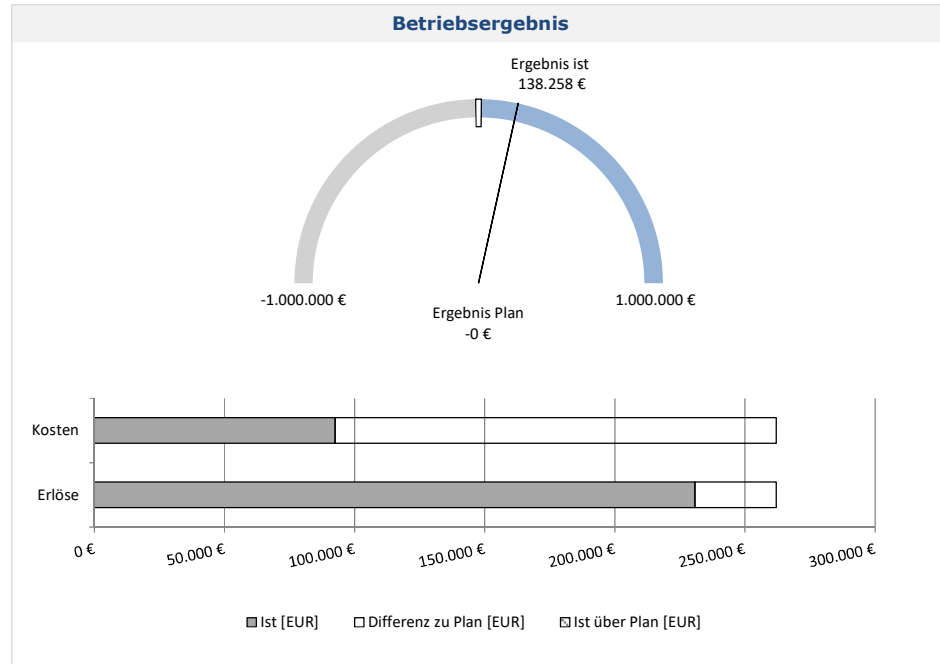 Betriebsergebnis
Ergebnis ist
138.258 €
-1.000.000 €
1.000.000 €
Ergebnis Plan
-0 €
Kosten
Erlöse
0 €
50.000 €
100.000 €
150.000 €
200.000 €
250.000 €
300.000 €
Ist [EUR]
Differenz zu Plan [EUR]
Ist über Plan [EUR]